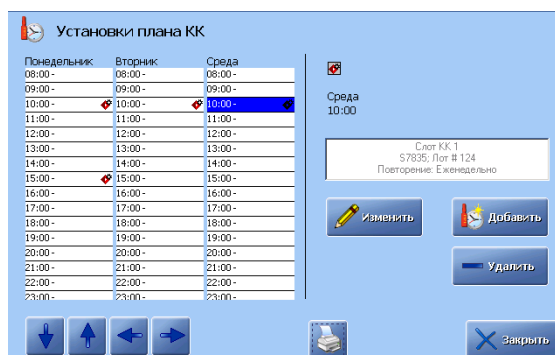 Установки плана КК
Понедельник Вторник Среда
08:00 - 08:00 - 08:00 -
09:00 - 09:00 - 09:00 -
10:00 - 10:00 - 10:00 -
11:00 - 11:00 - 11:00 -
12:00 - 12:00 - 12:00 -
13:00 - 13:00 - 13:00 -
14:00 - 14:00 - 14:00 -
15:00 - 15:00 - 15:00 -
16:00 - 16:00 - 16:00 -
17:00 - 17:00 - 17:00 -
18:00 - 18:00 - 18:00 -
19:00 - 19:00 - 19:00 -
20:00 - 20:00 - 20:00 -
21:00 - 21:00 - 21:00 -
22:00 - 22:00 - 22:00 -
23:00 - 23:00 - 23:00 -
Среда
10:00
Слот КК 1
S7835; Лот # 124
Повторение: Еженедельно
Изменить
Добавить
Удалить
Закрыть